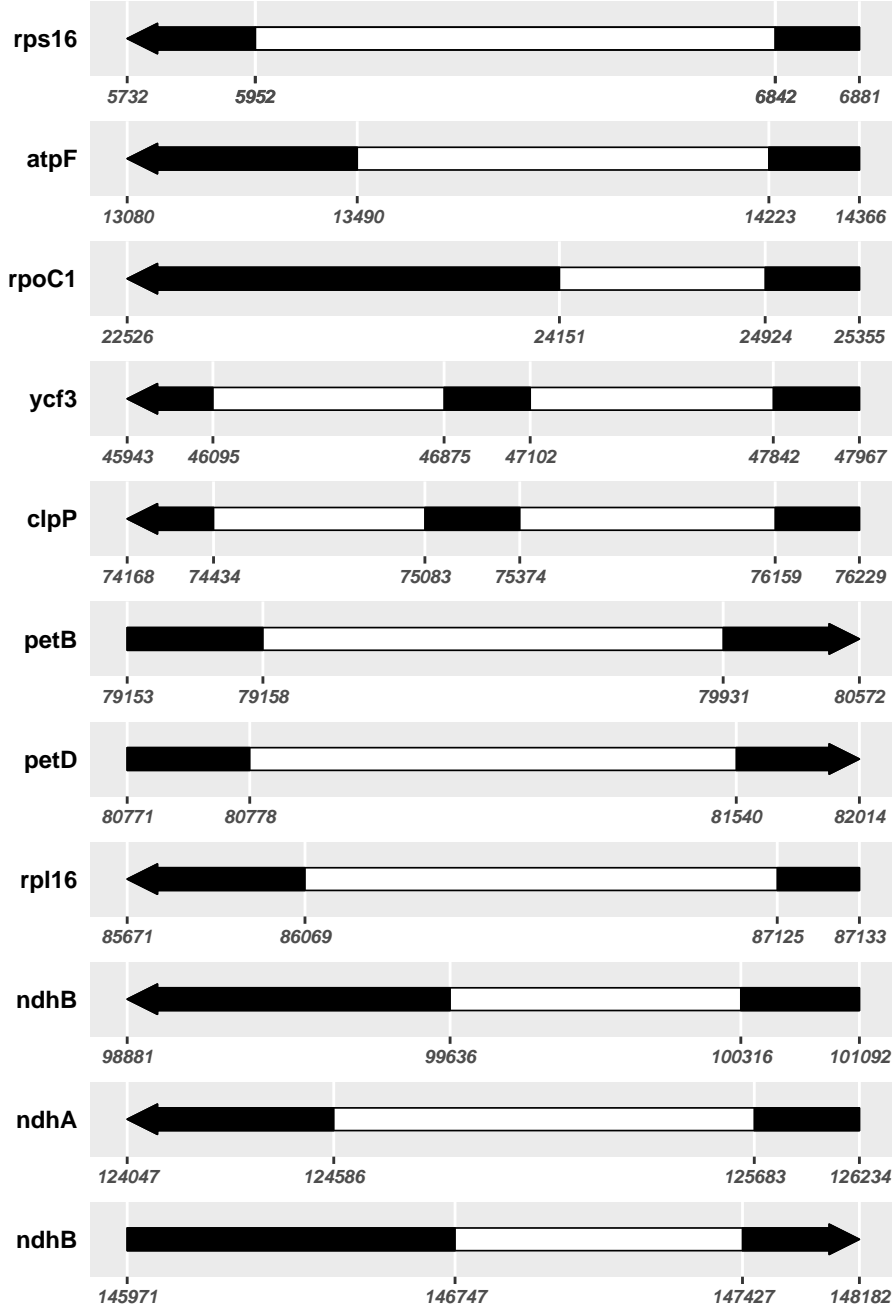 rps16
5732 5952 6842 6881
atpF
13080 13490 14223 14366
rpoC1
22526 24151 24924 25355
ycf3
45943 46095 46875 47102 47842 47967
clpP
74168 74434 75083 75374 76159 76229
petB
79153 79158 79931 80572
petD
80771 80778 81540 82014
rpl16
85671 86069 87125 87133
ndhB
98881 99636 100316 101092
ndhA
124047 124586 125683 126234
ndhB
145971 146747 147427 148182